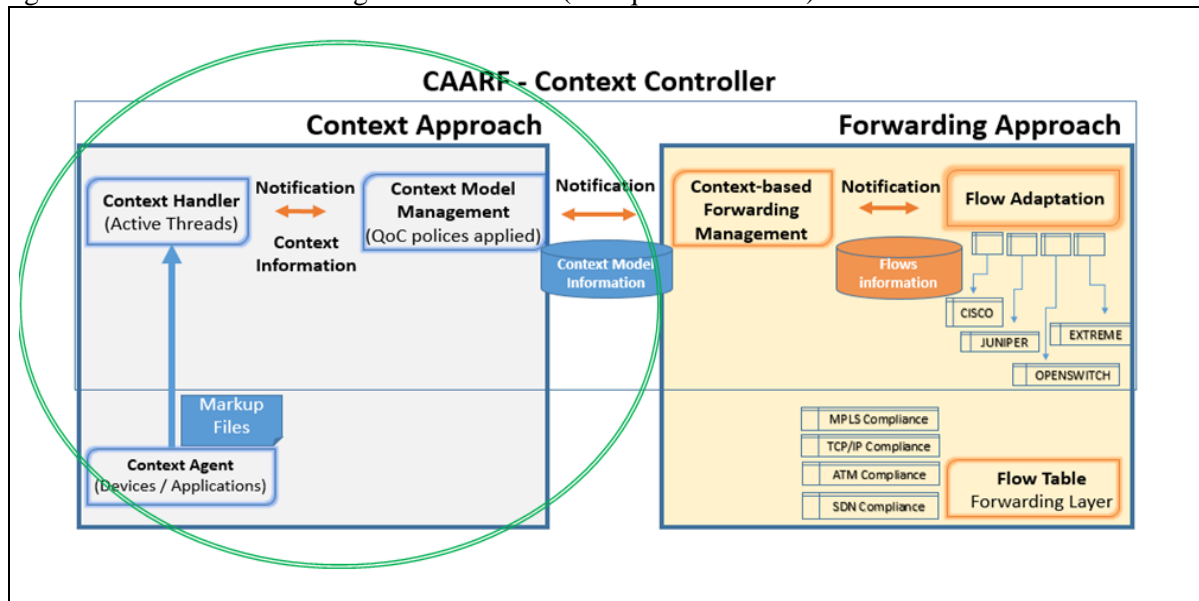 CAARF - Context Controller
Context Approach
Forwarding Approach
Context Handler
(Active Threads)
Notification
Context
Information
Context Model
Management
(QoC polices applied)
Notification
Context Model
Information
Context-based
Forwarding
Management
Notification
Flows
information
Flow Adaptation
CISCO
JUNIPER
EXTREME
OPENSWITCH
Markup
Files
Context Agent
(Devices / Applications)
MPLS Compliance
TCP/IP Compliance
ATM Compliance
SDN Compliance
Flow Table
Forwarding Layer